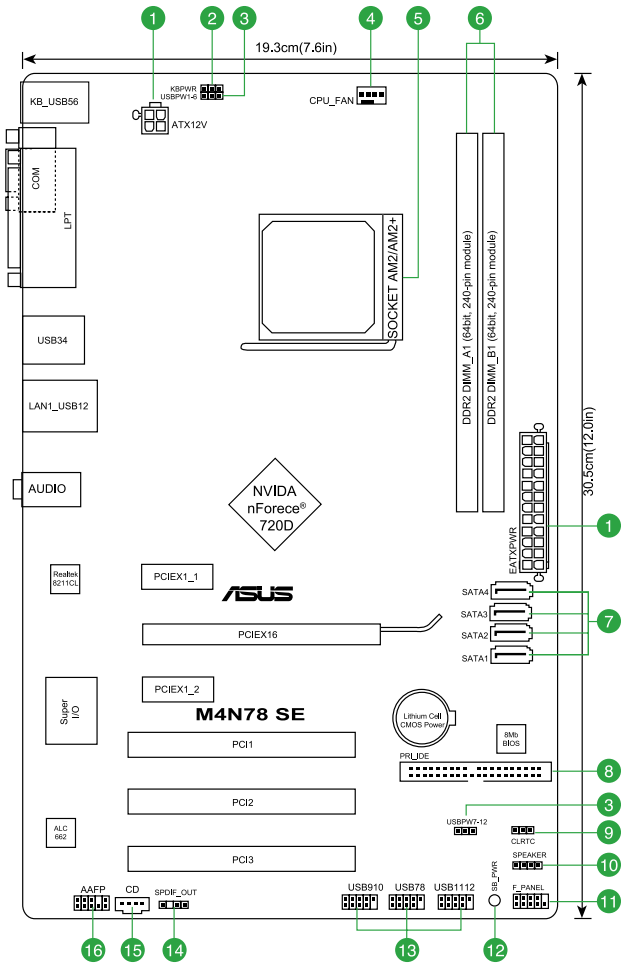 1
2
3
4
5
6
19.3cm(7.6in)
KB_USB56
KBPWR
USBPW1-6
ATX12V
CPU_FAN
COM
LPT
SOCKET AM2/AM2+
DDR2 DIMM_A1 (64bit, 240-pin module)
DDR2 DIMM_B1 (64bit, 240-pin module)
30.5cm(12.0in)
USB34
LAN1_USB12
AUDIO
NVIDA
nForece®
720D
EATXPWR
1
Realtek
8211CL
PCIEX1_1
ASUS
SATA4
SATA3
SATA2
SATA1
7
PCIEX16
PCIEX1_2
Super
I/O
M4N78 SE
Lithium Cell
CMOS Power
8Mb
BIOS
PCI1
PRI_IDE
8
PCI2
USBPW7-12
3
CLRTC
9
ALC
662
PCI3
SPEAKER
10
SB_PWR
F_PANEL
11
AAFP
CD
SPDIF_OUT
USB910
USB78
USB1112
16
15
14
13
12